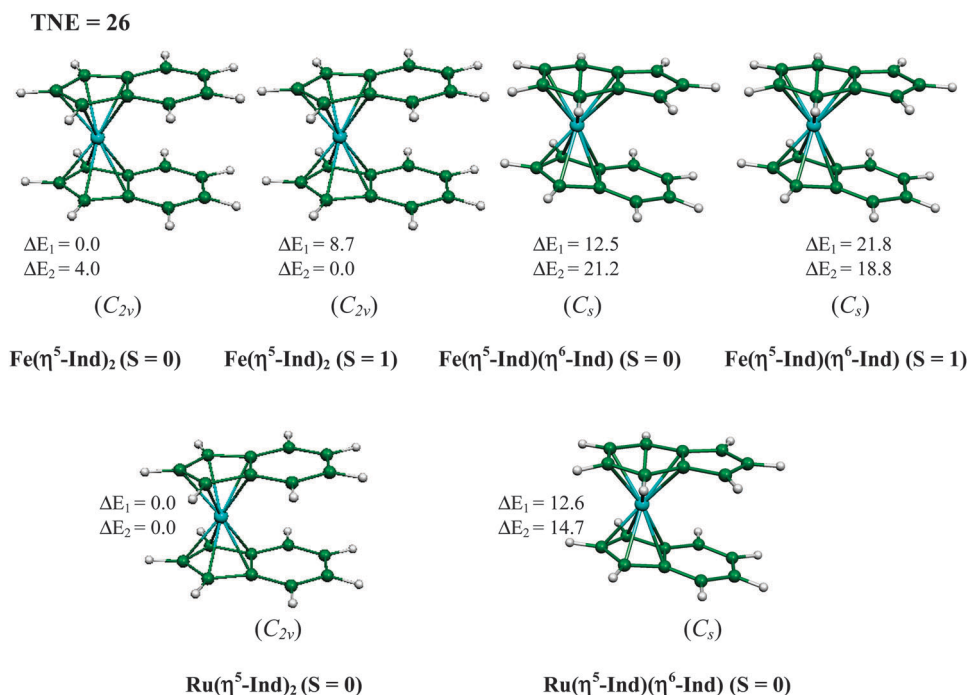 TNE = 26
ΔE₁ = 0.0
ΔE₂ = 4.0
(C₂ᵥ)
Fe(η⁵-Ind)₂ (S = 0)
ΔE₁ = 8.7
ΔE₂ = 0.0
(C₂ᵥ)
Fe(η⁵-Ind)₂ (S = 1)
ΔE₁ = 12.5
ΔE₂ = 21.2
(Cₛ)
Fe(η⁵-Ind)(η⁶-Ind) (S = 0)
ΔE₁ = 21.8
ΔE₂ = 18.8
(Cₛ)
Fe(η⁵-Ind)(η⁶-Ind) (S = 1)
ΔE₁ = 0.0
ΔE₂ = 0.0
(C₂ᵥ)
Ru(η⁵-Ind)₂ (S = 0)
ΔE₁ = 12.6
ΔE₂ = 14.7
(Cₛ)
Ru(η⁵-Ind)(η⁶-Ind) (S = 0)